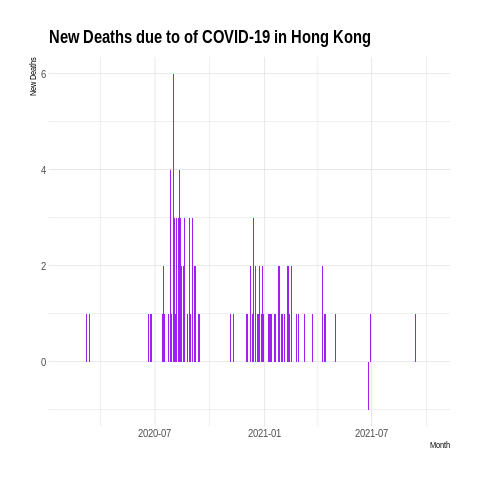 New Deaths due to of COVID-19 in Hong Kong
New Deaths
6
4
2
0
2020-07
2021-01
2021-07
Month